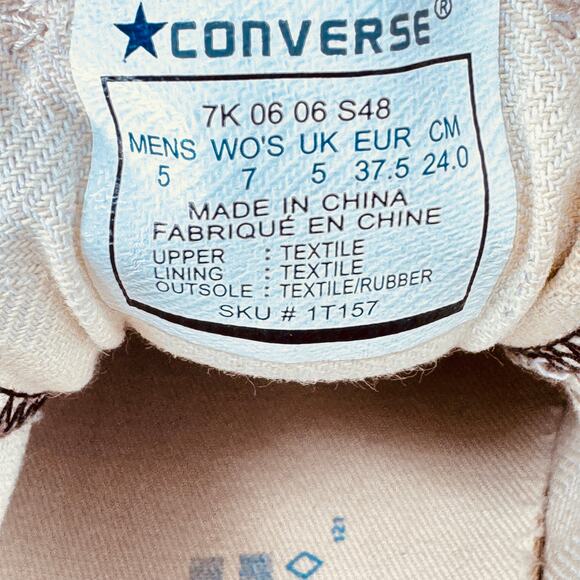 ★CONVERSE®
7K 06 06 S48
MENS WO'S UK EUR CM
5 7 5 37.5 24.0
MADE IN CHINA
FABRIQUÉ EN CHINE
UPPER : TEXTILE
LINING : TEXTILE
OUTSOLE : TEXTILE/RUBBER
SKU # 1T157
121